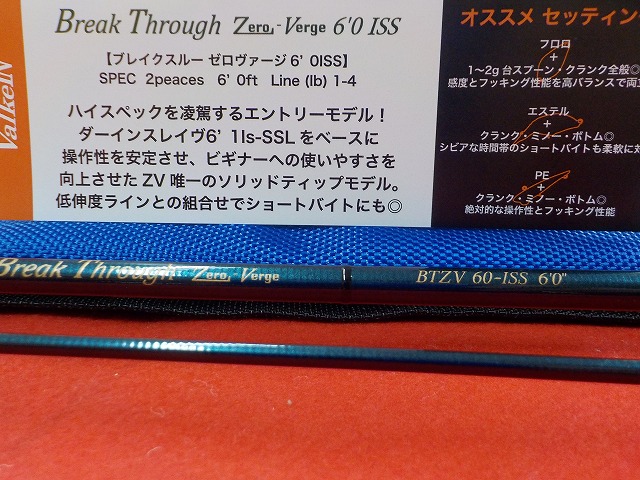 ValkeIN
Break Through Zero,-Verge 6'0 ISS
【ブレイクスルー ゼロヴァージ6'0ISS】
SPEC 2peaces 6'0ft Line (lb) 1-4
ハイスペックを凌駕するエントリーモデル！
ダーインスレイヴ6'1ls-SSLをベースに
操作性を安定させ、ビギナーへの使いやすさを
向上させたZV唯一のソリッドティップモデル。
低伸度ラインとの組合せでショートバイトにも◎
オススメ セッティン
フロロ
+
1〜2g台スプーン・クランク全般◎
感度とフッキング性能を高バランスで両立
エステル
+
クランク・ミノー・ボトム◎
シビアな時間帯のショートバイトも柔軟に対
PE
+
クランク・ミノー・ボトム◎
絶対的な操作性とフッキング性能
Break Through Zero, Verge
BTZV 60-ISS 6'0"